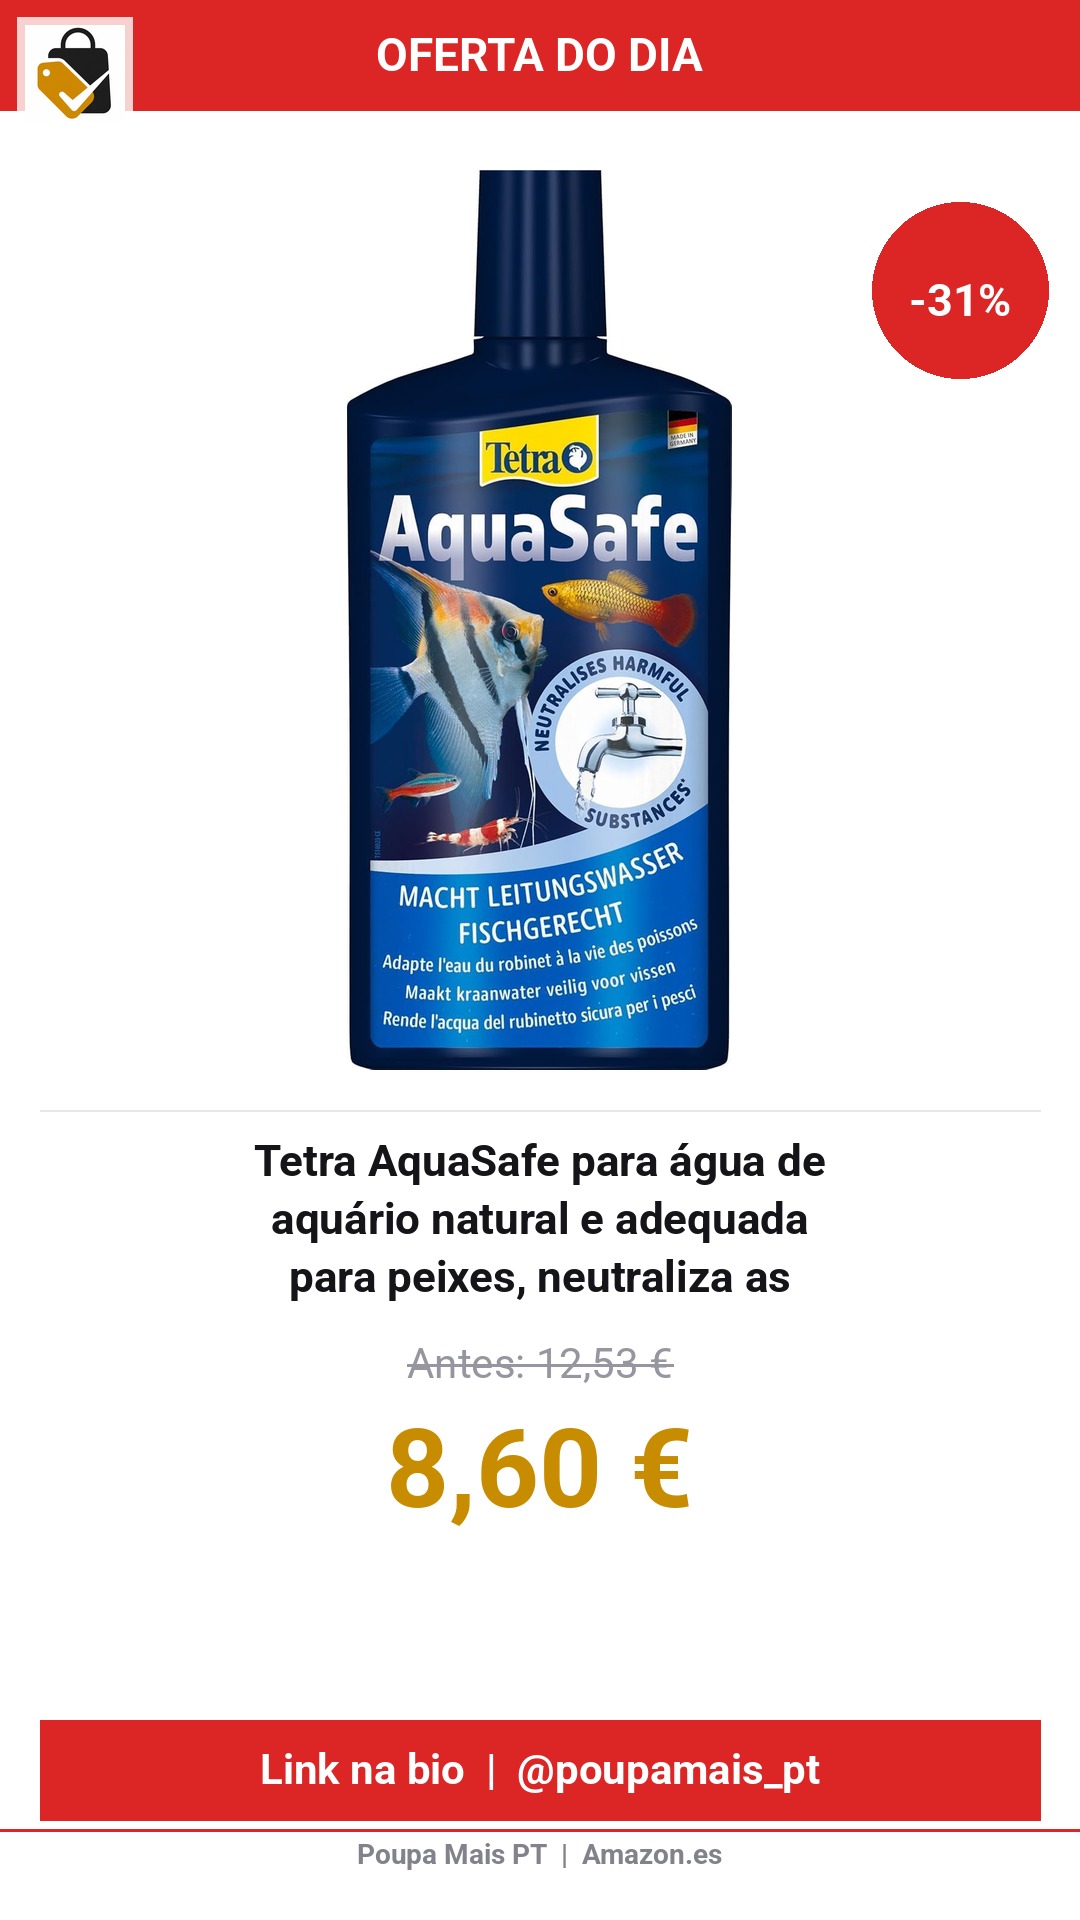 OFERTA DO DIA
-31%
Tetra
MADE IN
GERMANY
AquaSafe
NEUTRALISES HARMFUL
SUBSTANCES*
MACHT LEITUNGSWASSER
FISCHGERECHT
Adapte l'eau du robinet à la vie des poissons
Maakt kraanwater veilig voor vissen
Rende l'acqua del rubinetto sicura per i pesci
Tetra AquaSafe para água de
aquário natural e adequada
para peixes, neutraliza as
Antes: 12,53 €
8,60 €
Link na bio | @poupamais_pt
Poupa Mais PT | Amazon.es